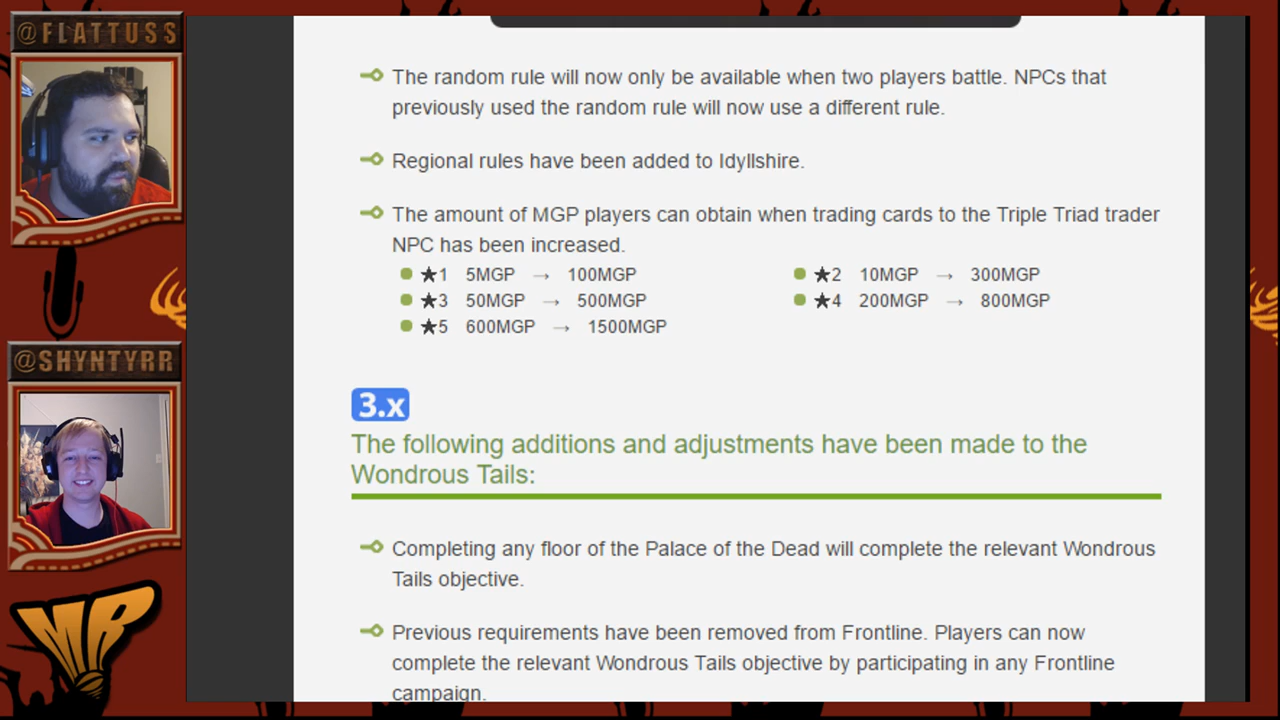 @FLATTUSS
@SHYNTYRR
MR
The random rule will now only be available when two players battle. NPCs that
previously used the random rule will now use a different rule.
Regional rules have been added to Idyllshire.
The amount of MGP players can obtain when trading cards to the Triple Triad trader
NPC has been increased.
★1 5MGP → 100MGP ★2 10MGP → 300MGP
★3 50MGP → 500MGP ★4 200MGP → 800MGP
★5 600MGP → 1500MGP
3.x
The following additions and adjustments have been made to the
Wondrous Tails:
Completing any floor of the Palace of the Dead will complete the relevant Wondrous
Tails objective.
Previous requirements have been removed from Frontline. Players can now
complete the relevant Wondrous Tails objective by participating in any Frontline
campaign.